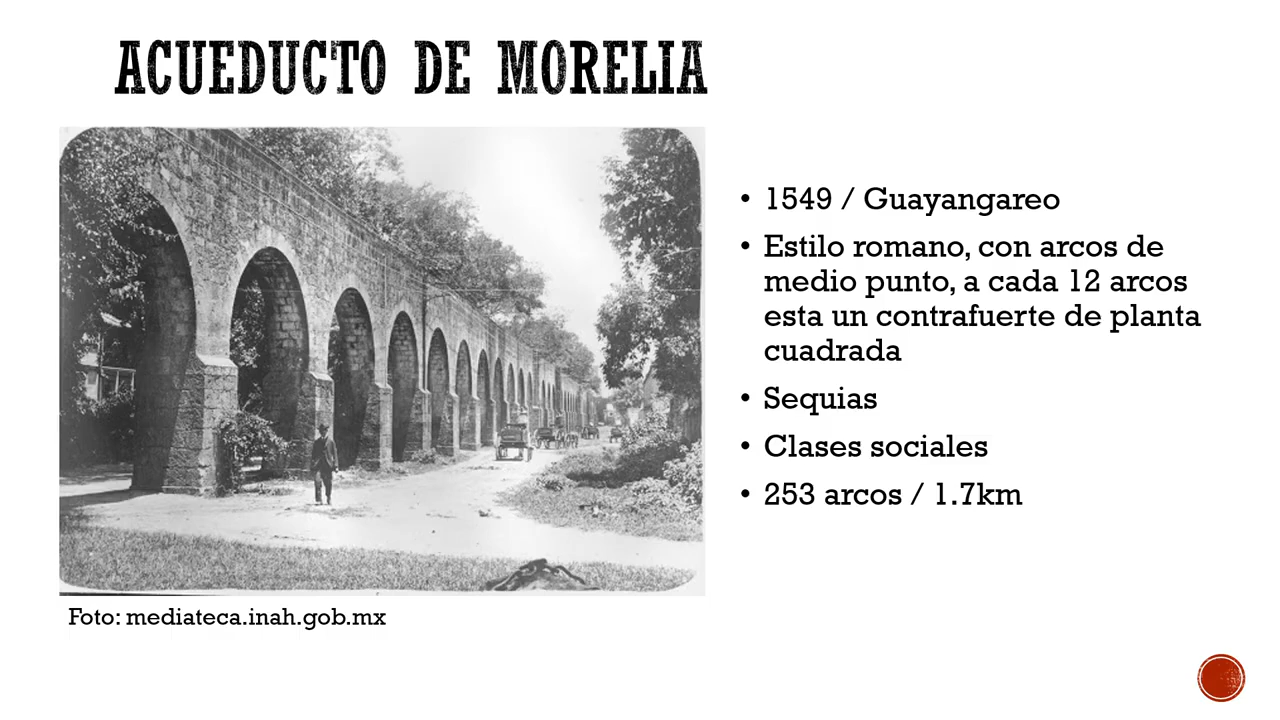 ACUEDUCTO DE MORELIA
• 1549 / Guayangareo
• Estilo romano, con arcos de
medio punto, a cada 12 arcos
esta un contrafuerte de planta
cuadrada
• Sequias
• Clases sociales
• 253 arcos / 1.7km
Foto: mediateca.inah.gob.mx